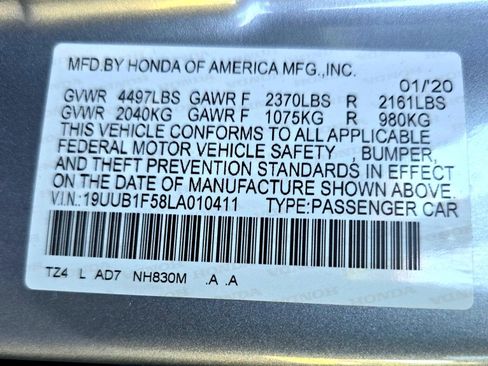 MFD.BY HONDA OF AMERICA MFG.,INC.
01/'20
GVWR 4497LBS GAWR F 2370LBS R 2161LBS
GVWR 2040KG GAWR F 1075KG R 980KG
THIS VEHICLE CONFORMS TO ALL APPLICABLE
FEDERAL MOTOR VEHICLE SAFETY , BUMPER,
AND THEFT PREVENTION STANDARDS IN EFFECT
ON THE DATE OF MANUFACTURE SHOWN ABOVE.
V.I.N.:19UUB1F58LA010411 TYPE:PASSENGER CAR
TZ4 L AD7 NH830M .A .A